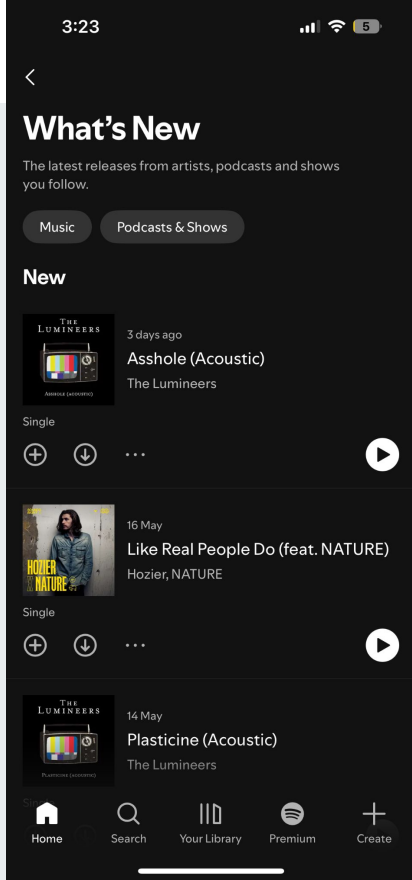 3:23
5
What's New
The latest releases from artists, podcasts and shows
you follow.
Music
Podcasts & Shows
New
THE
LUMINEERS
ASSHOLE (ACOUSTIC)
3 days ago
Asshole (Acoustic)
The Lumineers
Single
HOZIER
NATURE
16 May
Like Real People Do (feat. NATURE)
Hozier, NATURE
Single
THE
LUMINEERS
PLASTICINE (ACOUSTIC)
14 May
Plasticine (Acoustic)
The Lumineers
Single
Home
Search
Your Library
Premium
Create